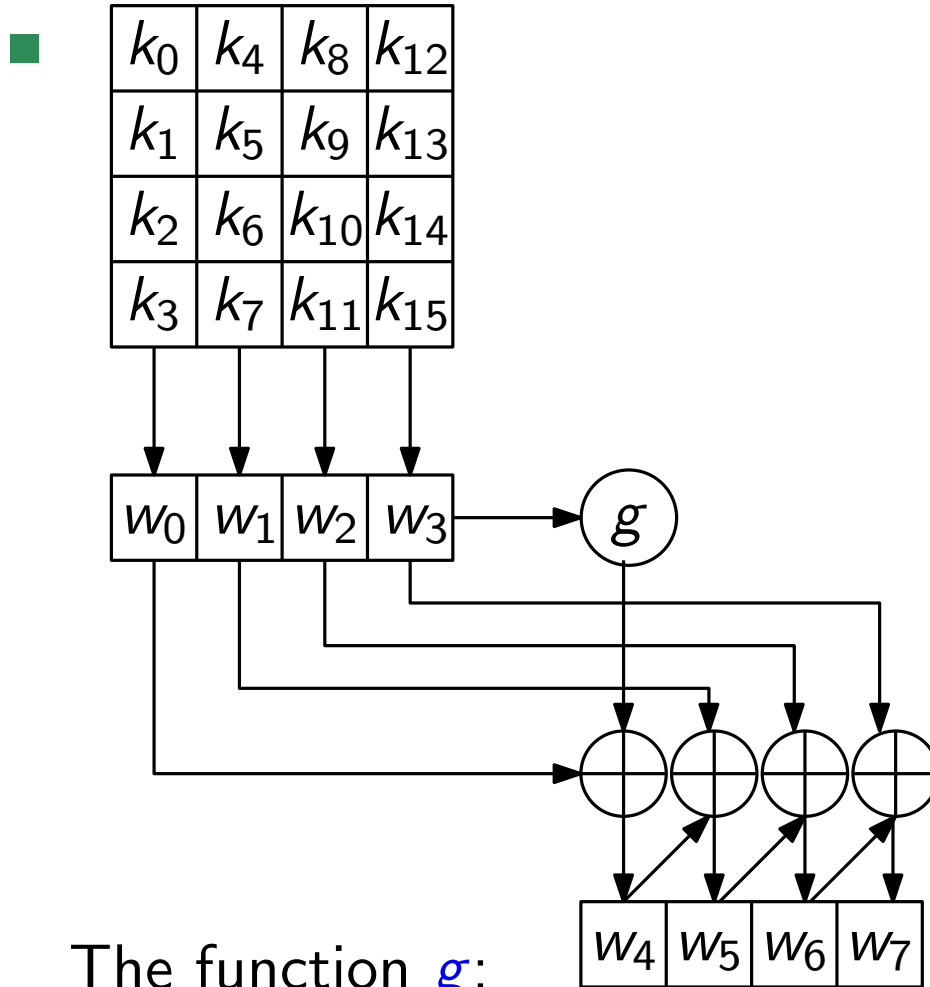 k0 k4 k8 k12
k1 k5 k9 k13
k2 k6 k10 k14
k3 k7 k11 k15
w0 w1 w2 w3 g
w4 w5 w6 w7
The function g: